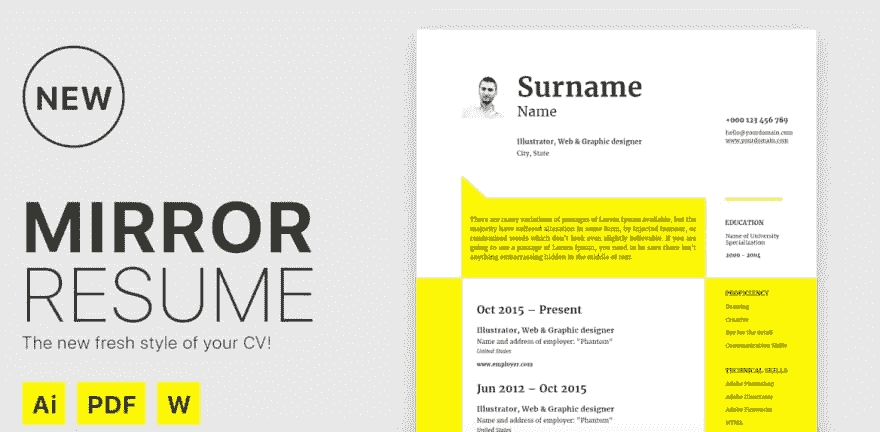 NEW
MIRROR
RESUME
The new fresh style of your CV!
Ai PDF W
Surname
Name
Illustrator, Web & Graphic designer
City, State
+000 123 456 789
hello@yourdomain.com
www.yourdomain.com
There are many variations of passages of Lorem Ipsum available, but the
majority have suffered alteration in some form, by injected humour, or
randomised words which don't look even slightly believable. If you are
going to use a passage of Lorem Ipsum, you need to be sure there isn't
anything embarrassing hidden in the middle of text.
EDUCATION
Name of University
Specialization
2000 - 2004
Oct 2015 – Present
Illustrator, Web & Graphic designer
Name and address of employer: "Phantom"
United States
www.employer.com
Jun 2012 – Oct 2015
Illustrator, Web & Graphic designer
Name and address of employer: "Phantom"
United States
PROFICIENCY
Drawing
Creative
Eye for the detail
Communication Skills
TECHNICAL SKILLS
Adobe Photoshop
Adobe Illustrator
Adobe Fireworks
HTML